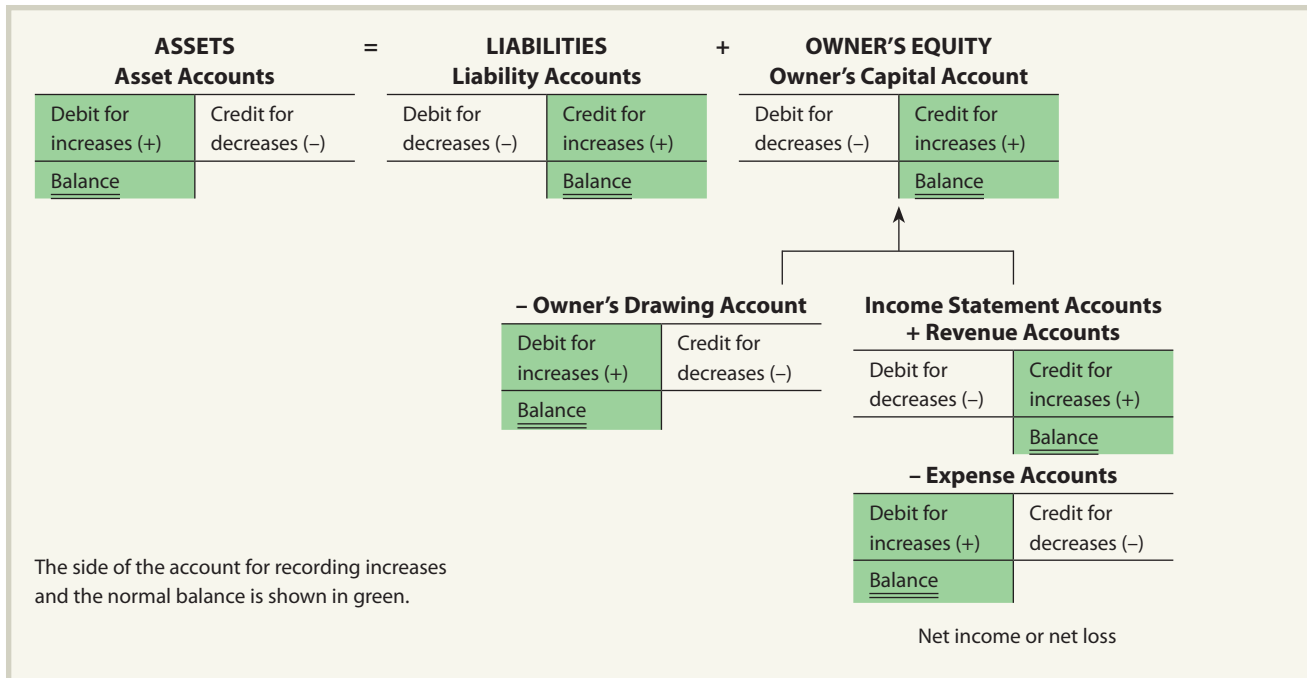 ASSETS = LIABILITIES + OWNER'S EQUITY
Asset Accounts Liability Accounts Owner's Capital Account
Debit for Credit for Debit for Credit for Debit for Credit for
increases (+) decreases (–) decreases (–) increases (+) decreases (–) increases (+)
Balance Balance Balance
– Owner's Drawing Account
Debit for Credit for
increases (+) decreases (–)
Balance
Income Statement Accounts
+ Revenue Accounts
Debit for Credit for
decreases (–) increases (+)
Balance
– Expense Accounts
Debit for Credit for
increases (+) decreases (–)
Balance
Net income or net loss
The side of the account for recording increases
and the normal balance is shown in green.